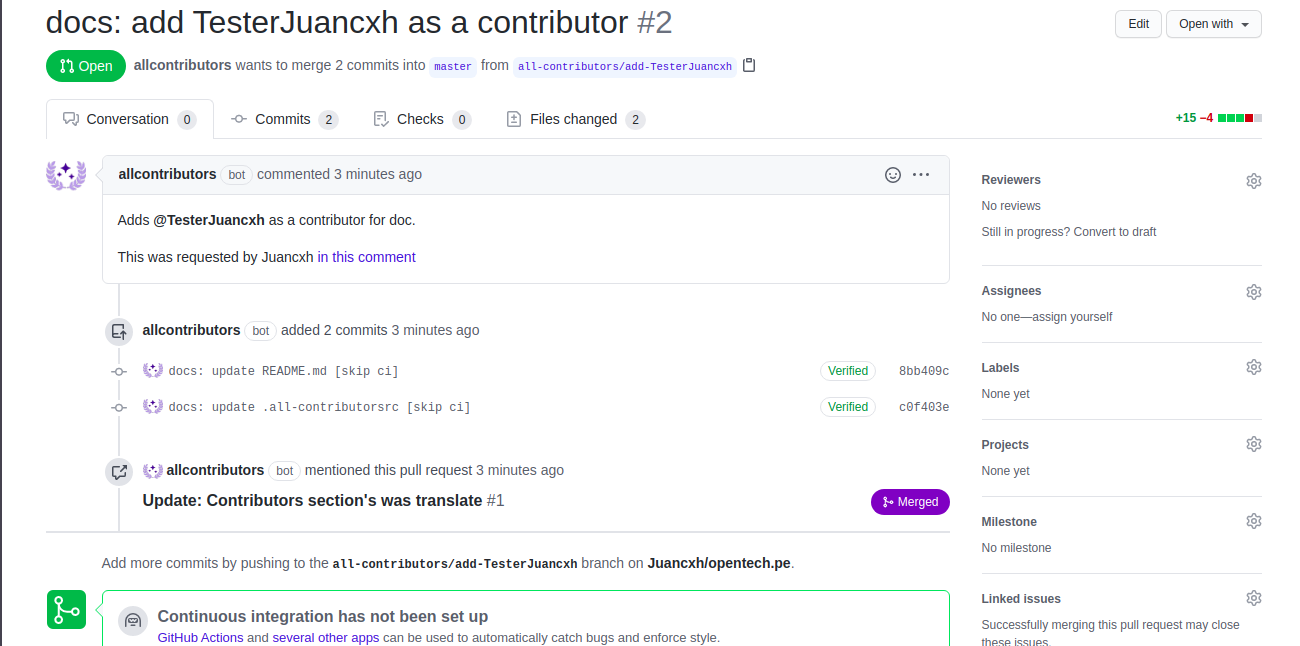 docs: add TesterJuancxh as a contributor #2
Edit
Open with
Open
allcontributors wants to merge 2 commits into master from all-contributors/add-TesterJuancxh
Conversation 0
Commits 2
Checks 0
Files changed 2
+15 −4
allcontributors bot commented 3 minutes ago
Adds @TesterJuancxh as a contributor for doc.
This was requested by Juancxh in this comment
allcontributors bot added 2 commits 3 minutes ago
docs: update README.md [skip ci] Verified 8bb409c
docs: update .all-contributorsrc [skip ci] Verified c0f403e
allcontributors bot mentioned this pull request 3 minutes ago
Update: Contributors section's was translate #1
Merged
Add more commits by pushing to the all-contributors/add-TesterJuancxh branch on Juancxh/opentech.pe.
Continuous integration has not been set up
GitHub Actions and several other apps can be used to automatically catch bugs and enforce style.
Reviewers
No reviews
Still in progress? Convert to draft
Assignees
No one—assign yourself
Labels
None yet
Projects
None yet
Milestone
No milestone
Linked issues
Successfully merging this pull request may close
these issues.